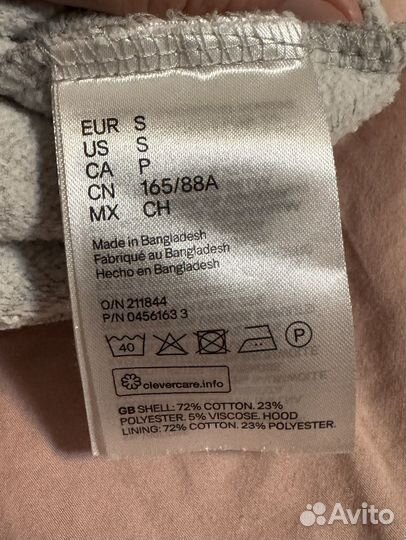 EUR S
US S
CA P
CN 165/88A
MX CH
Made in Bangladesh
Fabriqué au Bangladesh
Hecho en Bangladesh
O/N 211844
P/N 0456163 3
40
P
clevercare.info
GB SHELL: 72% COTTON. 23%
POLYESTER. 5% VISCOSE. HOOD
LINING: 72% COTTON. 23% POLYESTER.
Avito